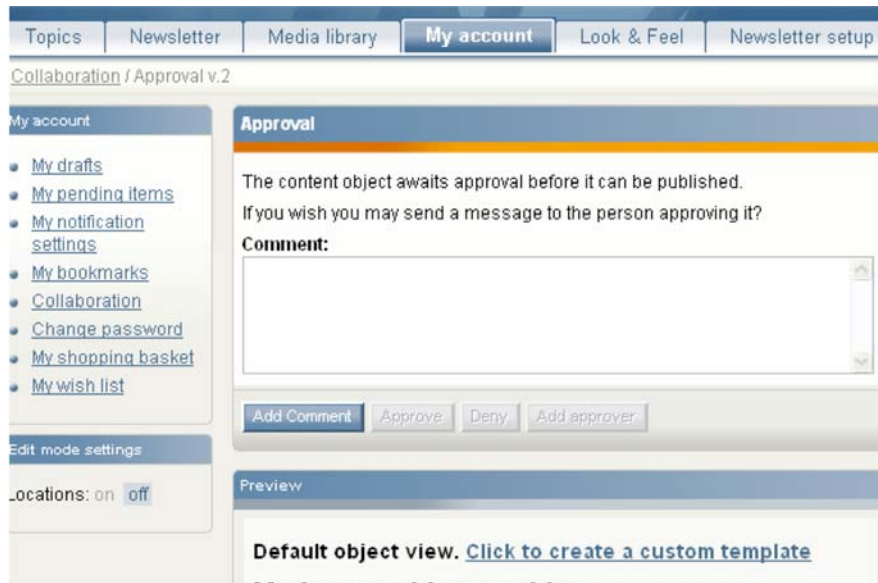 Topics Newsletter Media library My account Look & Feel Newsletter setup
Collaboration / Approval v.2
My account
My drafts
My pending items
My notification
settings
My bookmarks
Collaboration
Change password
My shopping basket
My wish list
Edit mode settings
Locations: on off
Approval
The content object awaits approval before it can be published.
If you wish you may send a message to the person approving it?
Comment:
Add Comment Approve Deny Add approver
Preview
Default object view. Click to create a custom template